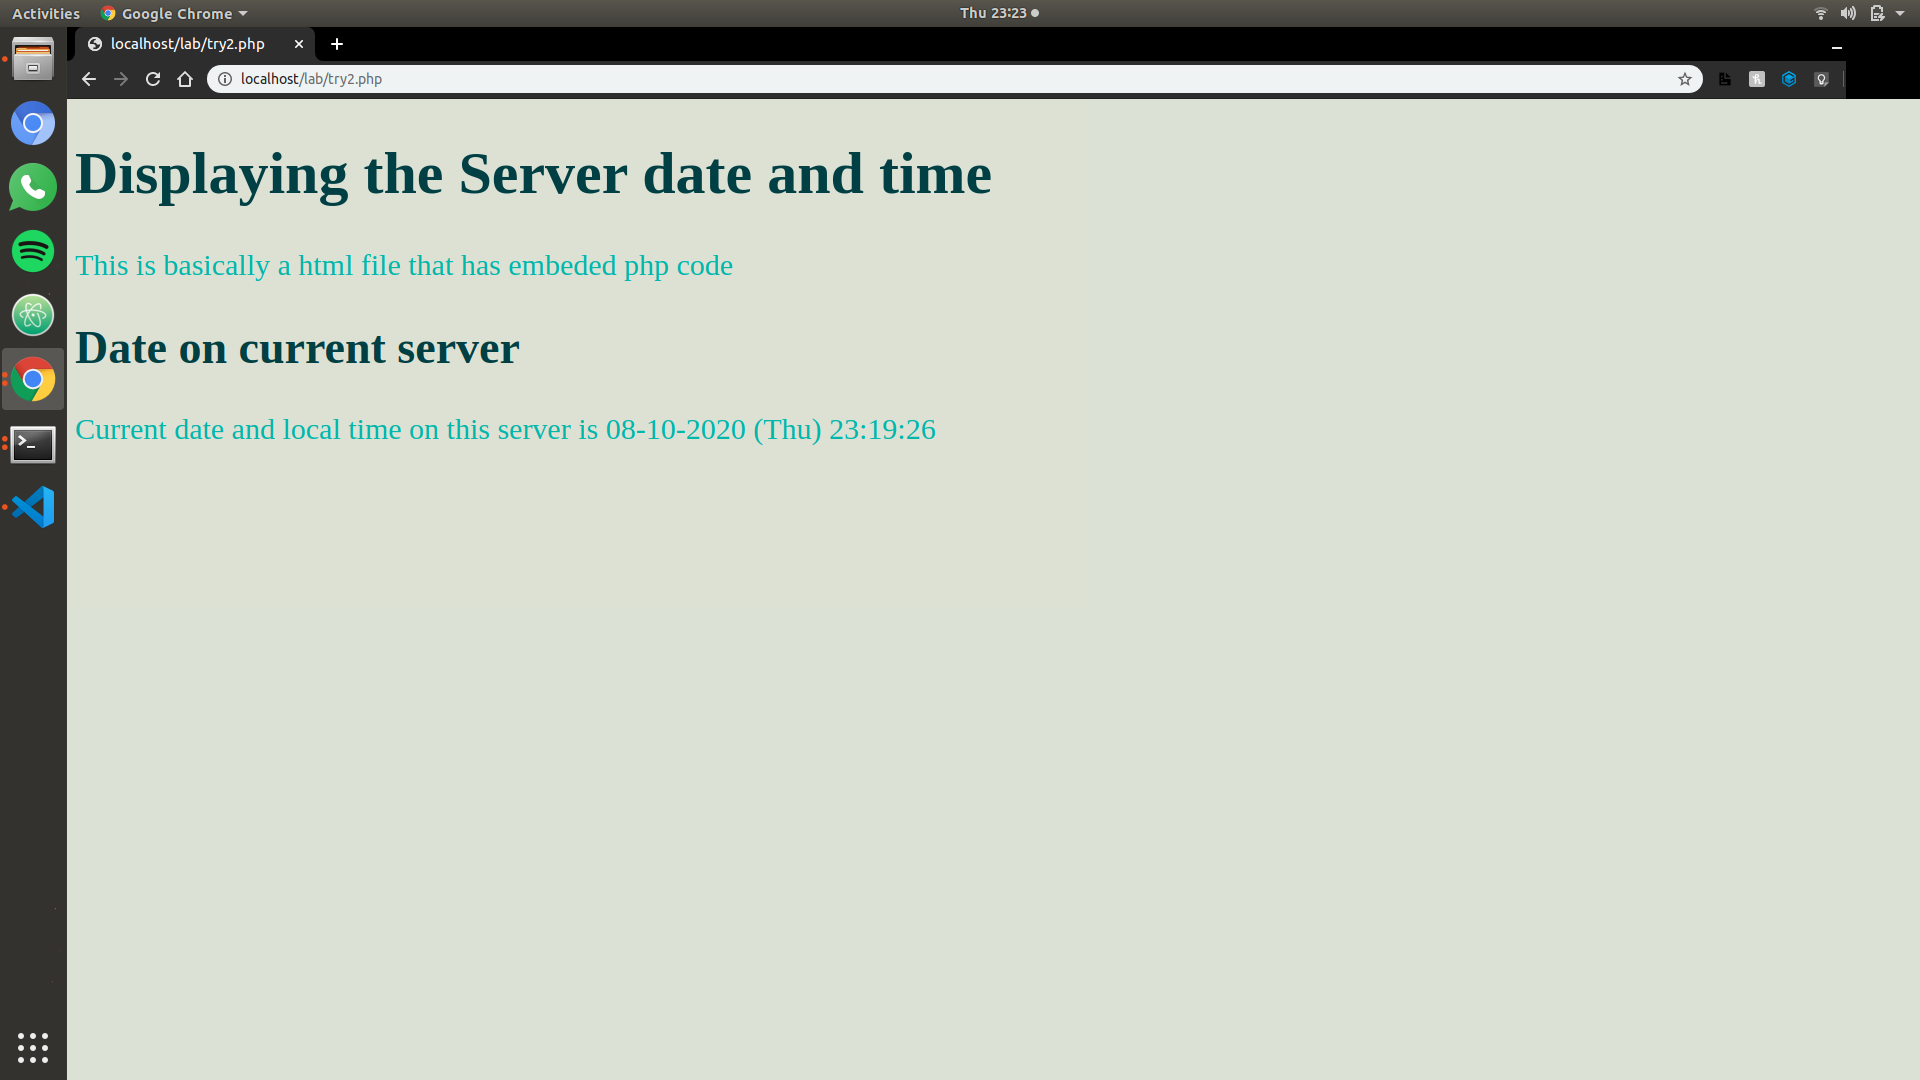 Activities Google Chrome Thu 23:23
localhost/lab/try2.php
localhost/lab/try2.php
Displaying the Server date and time
This is basically a html file that has embeded php code
Date on current server
Current date and local time on this server is 08-10-2020 (Thu) 23:19:26